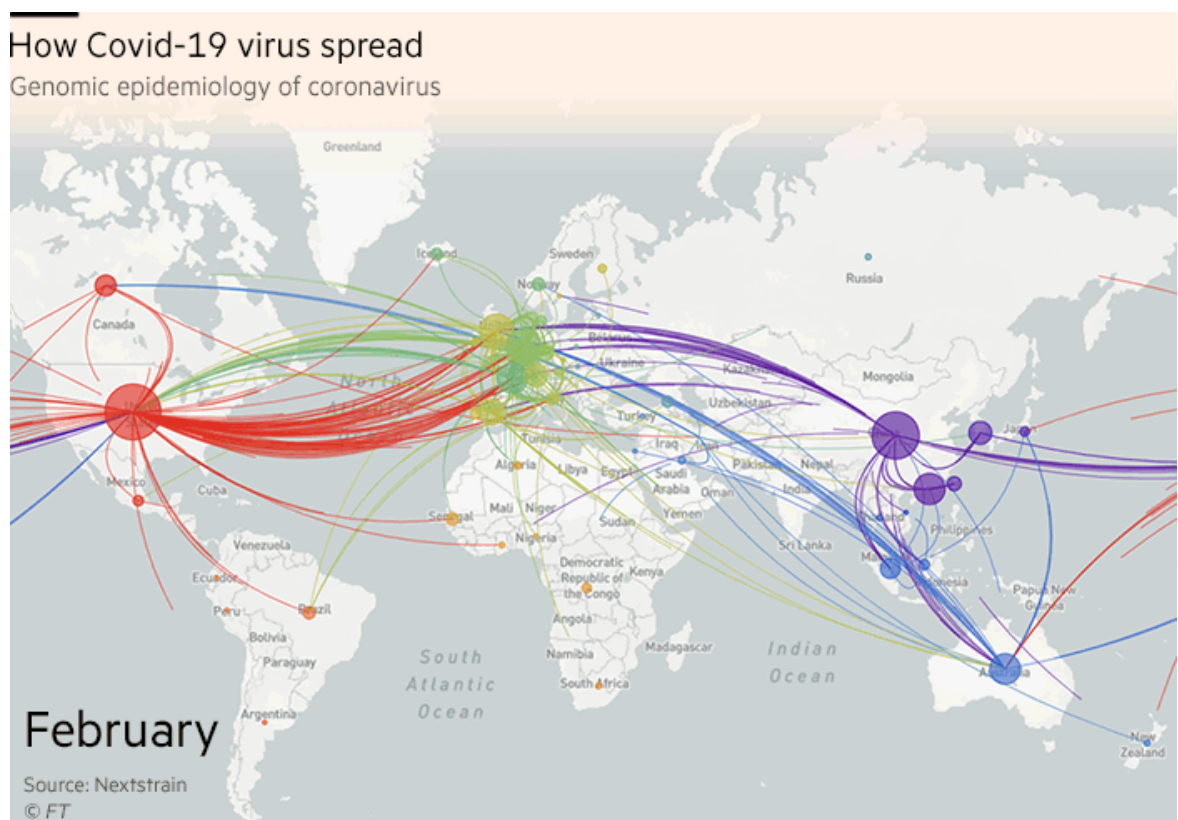 How Covid-19 virus spread
Genomic epidemiology of coronavirus
Greenland
Iceland
Sweden
Norway
Russia
Canada
Belarus
Ukraine
Kazakhstan
Mongolia
North
Uzbekistan
Turkey
Japan
Tunisia
Iraq
Iran
Algeria
Libya
Egypt
Pakistan
Nepal
Mexico
Cuba
Saudi
Arabia
Oman
India
Mali
Niger
Senegal
Sudan
Yemen
Philippines
Nigeria
Sri Lanka
Venezuela
Democratic
Republic of
the Congo
Kenya
Ecuador
Papua New
Guinea
Peru
Brazil
Angola
Bolivia
Madagascar
Namibia
Paraguay
South
Atlantic
Ocean
Indian
Ocean
Australia
South Africa
Argentina
New
Zealand
February
Source: Nextstrain
© FT